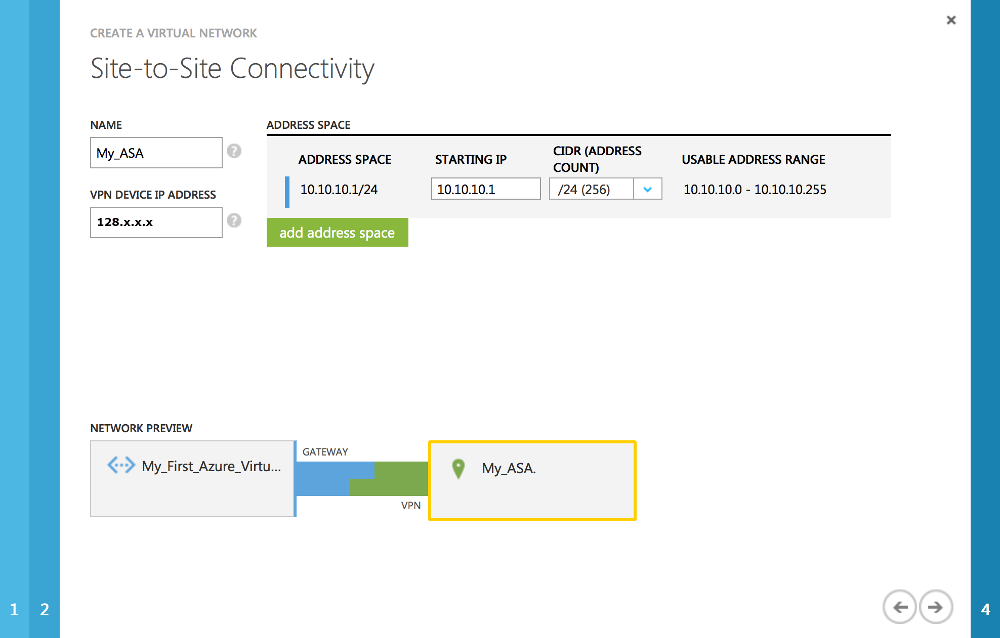 CREATE A VIRTUAL NETWORK
Site-to-Site Connectivity
NAME
My_ASA
?
VPN DEVICE IP ADDRESS
128.x.x.x
?
ADDRESS SPACE
ADDRESS SPACE
STARTING IP
CIDR (ADDRESS
COUNT)
USABLE ADDRESS RANGE
10.10.10.1/24
10.10.10.1
/24 (256)
10.10.10.0 - 10.10.10.255
add address space
NETWORK PREVIEW
My_First_Azure_Virtu...
GATEWAY
VPN
My_ASA.
1
2
4